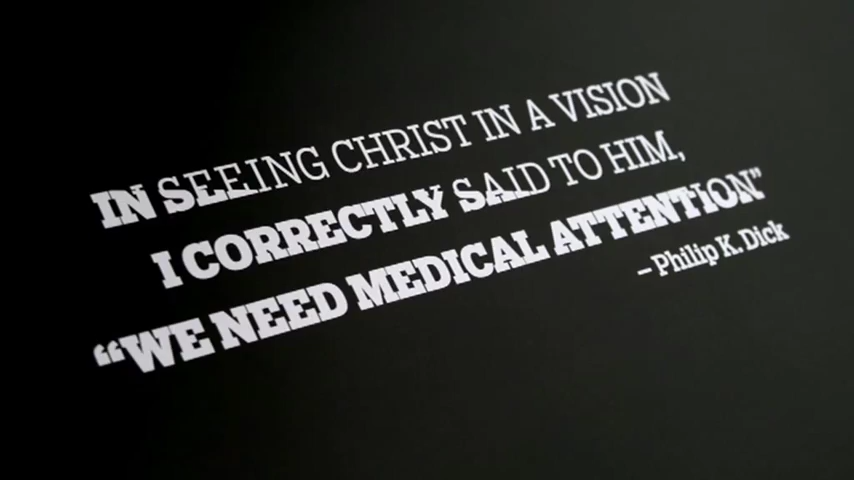 IN SEEING CHRIST IN A VISION
I CORRECTLY SAID TO HIM,
“WE NEED MEDICAL ATTENTION.”
– Philip K. Dick